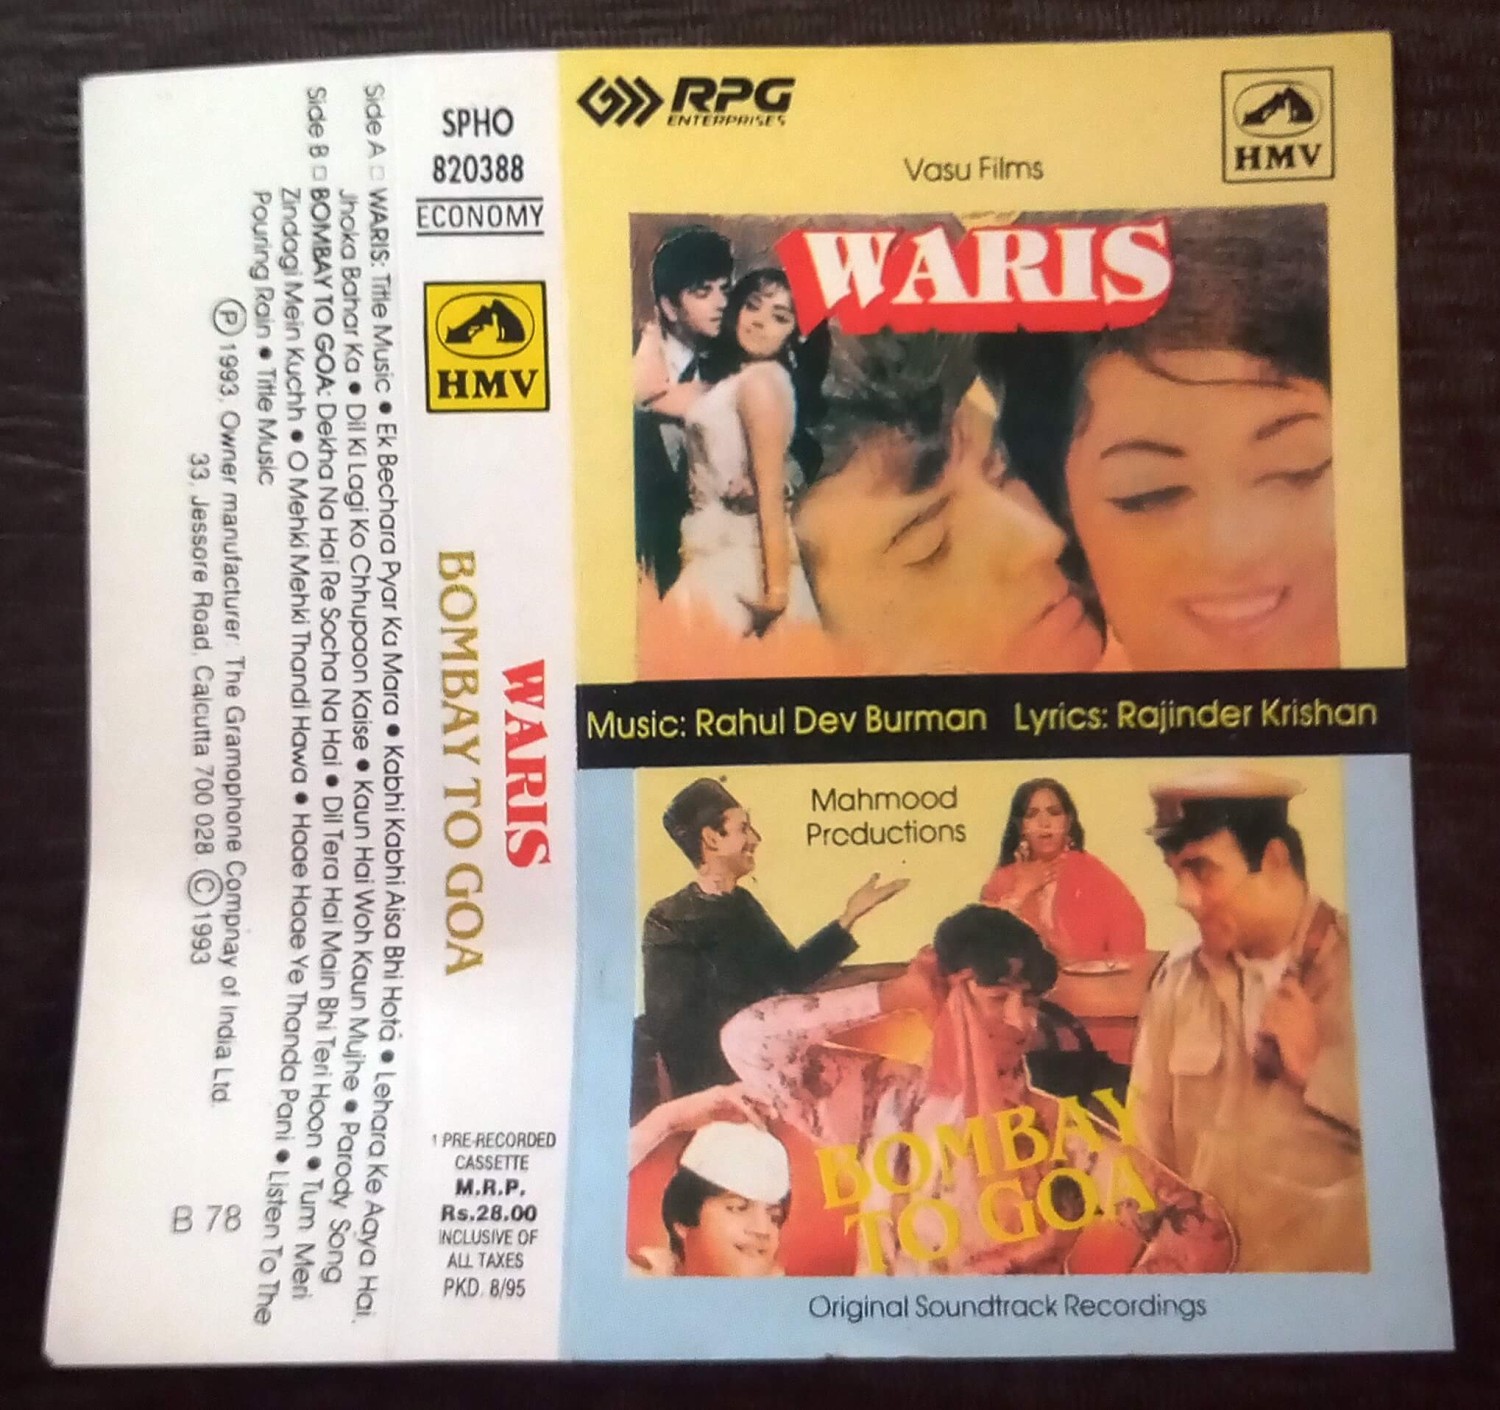 RPG
ENTERPRISES
HMV
Vasu Films
WARIS
Music: Rahul Dev Burman Lyrics: Rajinder Krishan
Mahmood
Productions
BOMBAY
TO GOA
Original Soundtrack Recordings
SPHO
820388
ECONOMY
HMV
WARIS
BOMBAY TO GOA
1 PRE-RECORDED
CASSETTE
M.R.P.
Rs.28.00
INCLUSIVE OF
ALL TAXES
PKD. 8/95
Side A □ WARIS: Title Music ● Ek Bechara Pyar Ka Mara ● Kabhi Kabhi Aisa Bhi Hota ● Lehara Ke Aaya Hai
Jhoka Bahar Ka ● Dil Ki Lagi Ko Chhupaon Kaise ● Kaun Hai Woh Kaun Mujhe ● Parody Song
Side B □ BOMBAY TO GOA: Dekha Na Hai Re Socha Na Hai ● Dil Tera Hai Main Bhi Teri Hoon ● Tum Meri
Zindagi Mein Kuchh ● O Mehki Mehki Thandi Hawa ● Haae Haae Ye Thanda Pani ● Listen To The
Pouring Rain ● Title Music
Ⓟ 1993, Owner manufacturer: The Gramophone Compnay of India Ltd.
33, Jessore Road, Calcutta 700 028. Ⓒ 1993
78
B